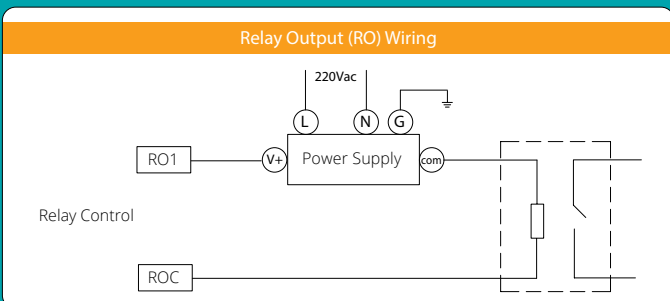 Relay Output (RO) Wiring
220Vac
L
N
G
RO1
V+
Power Supply
com
Relay Control
ROC